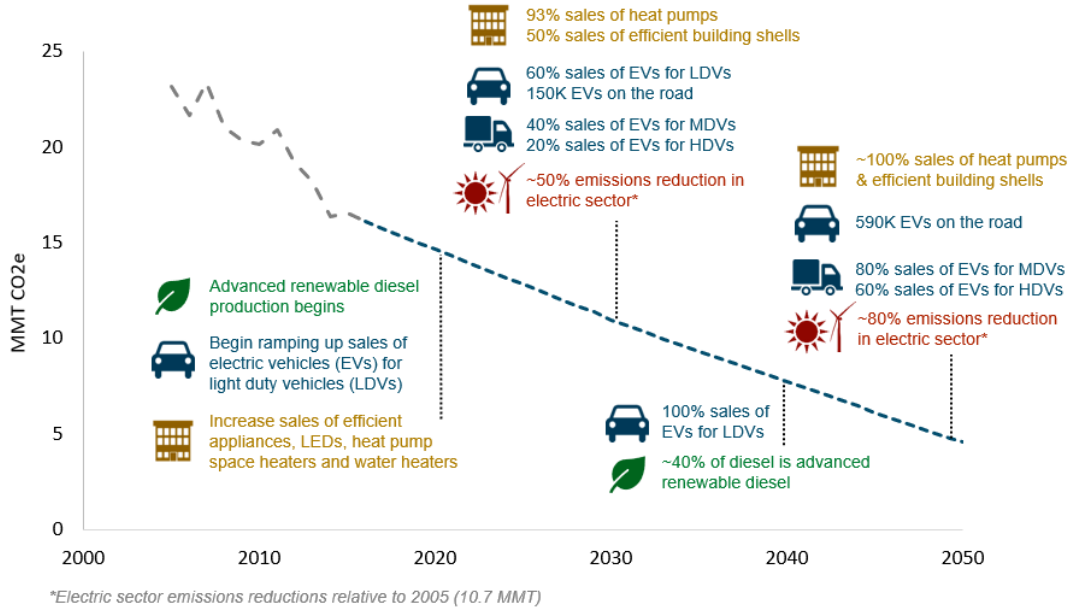 93% sales of heat pumps
50% sales of efficient building shells
60% sales of EVs for LDVs
150K EVs on the road
40% sales of EVs for MDVs
20% sales of EVs for HDVs
~50% emissions reduction in
electric sector*
~100% sales of heat pumps
& efficient building shells
590K EVs on the road
80% sales of EVs for MDVs
60% sales of EVs for HDVs
~80% emissions reduction
in electric sector*
Advanced renewable diesel
production begins
Begin ramping up sales of
electric vehicles (EVs) for
light duty vehicles (LDVs)
Increase sales of efficient
appliances, LEDs, heat pump
space heaters and water heaters
100% sales of
EVs for LDVs
~40% of diesel is advanced
renewable diesel
MMT CO2e
25
20
15
10
5
0
2000 2010 2020 2030 2040 2050
*Electric sector emissions reductions relative to 2005 (10.7 MMT)